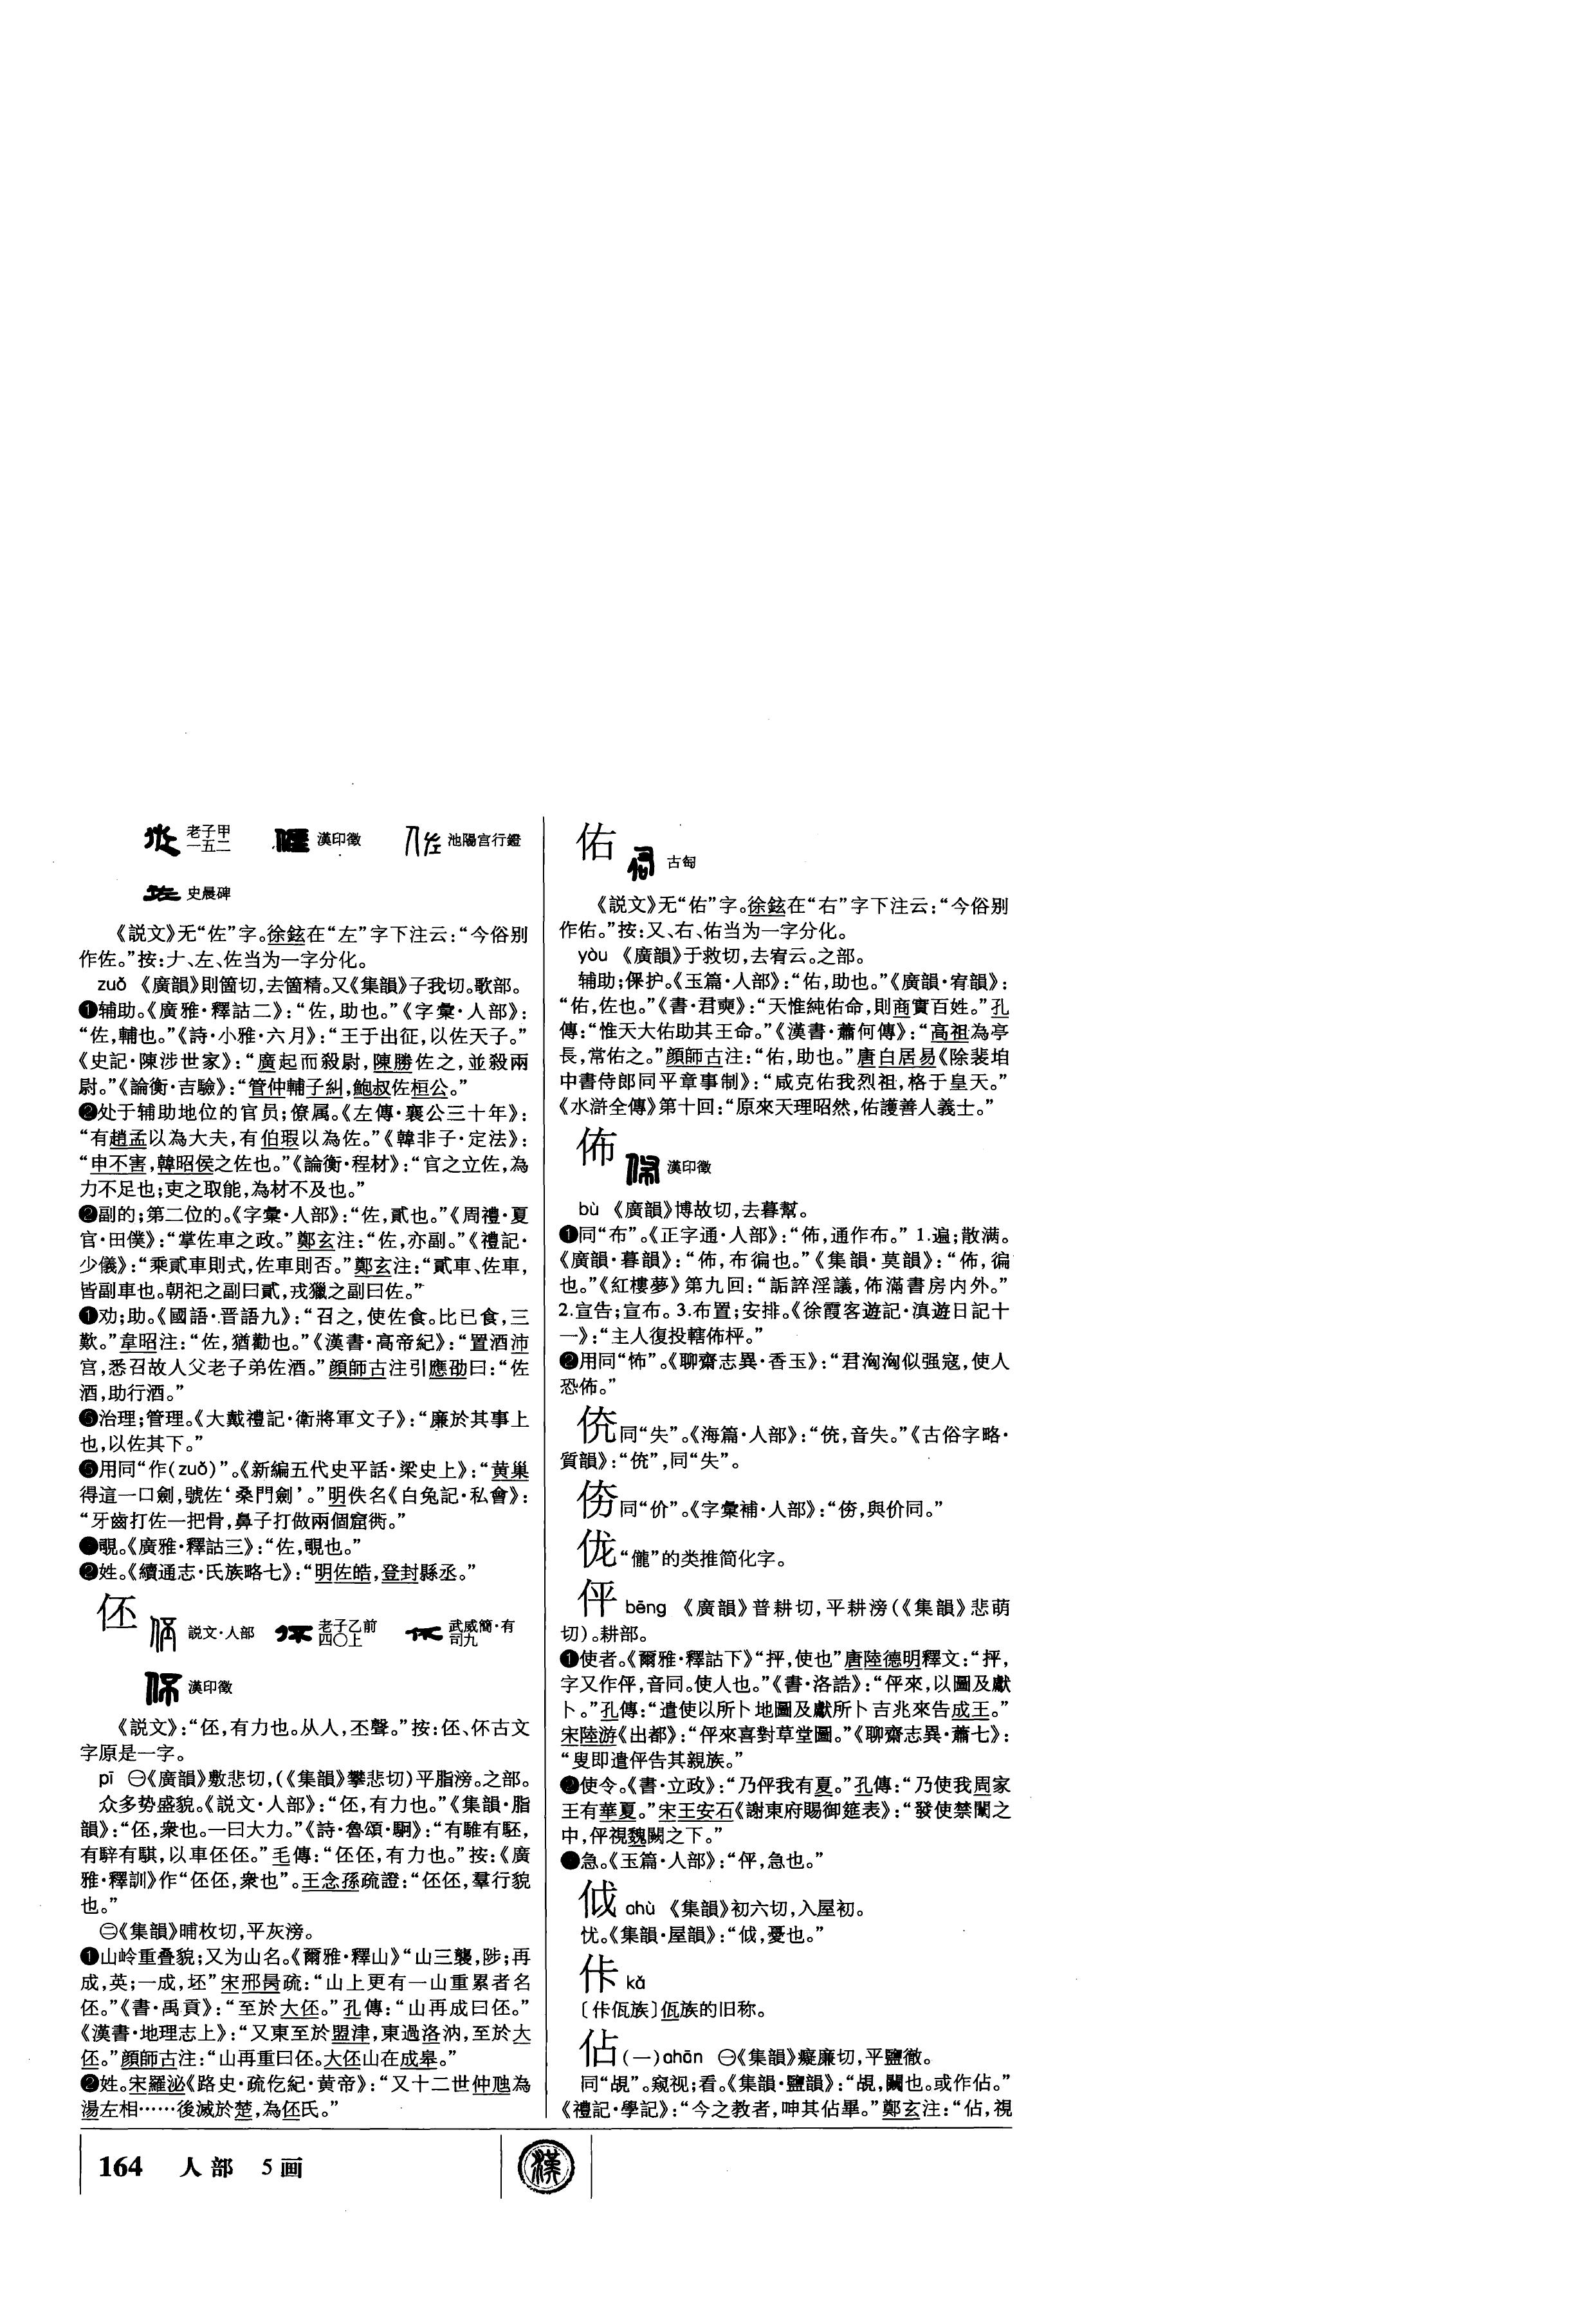 老子甲一五二 漢印徵 池陽宫行鐙
史晨碑
《説文》无“佐”字。徐鉉在“左”字下注云:“今俗别
作佐。”按:𠂇、左、佐当为一字分化。
zuǒ 《廣韻》則箇切,去箇精。又《集韻》子我切。歌部。
❶辅助。《廣雅·釋詁二》:“佐,助也。”《字彙·人部》:
“佐,輔也。”《詩·小雅·六月》:“王于出征,以佐天子。”
《史記·陳涉世家》:“廣起而殺尉,陳勝佐之,並殺兩
尉。”《論衡·吉驗》:“管仲輔子糾,鮑叔佐桓公。”
❷处于辅助地位的官员;僚属。《左傳·襄公三十年》:
“有趙孟以為大夫,有伯瑕以為佐。”《韓非子·定法》:
“申不害,韓昭侯之佐也。”《論衡·程材》:“官之立佐,為
力不足也;吏之取能,為材不及也。”
❷副的;第二位的。《字彙·人部》:“佐,貳也。”《周禮·夏
官·田僕》:“掌佐車之政。”鄭玄注:“佐,亦副。”《禮記·
少儀》:“乘貳車則式,佐車則否。”鄭玄注:“貳車、佐車,
皆副車也。朝祀之副曰貳,戎獵之副曰佐。”
❶劝;助。《國語·晋語九》:“召之,使佐食。比已食,三
歎。”韋昭注:“佐,猶勸也。”《漢書·高帝紀》:“置酒沛
宫,悉召故人父老子弟佐酒。”顔師古注引應劭曰:“佐
酒,助行酒。”
❺治理;管理。《大戴禮記·衛將軍文子》:“廉於其事上
也,以佐其下。”
❺用同“作(zuǒ)”。《新編五代史平話·梁史上》:“黄巢
得這一口劍,號佐‘桑門劍’。”明佚名《白兔記·私會》:
“牙齒打佐一把骨,鼻子打做兩個窟衖。”
覗。《廣雅·釋詁三》:“佐,覗也。”
❷姓。《續通志·氏族略七》:“明佐皓,登封縣丞。”
伾 説文·人部 老子乙前四〇上 武威簡·有司九
漢印徵
《説文》:“伾,有力也。从人,丕聲。”按:伾、伓古文
字原是一字。
pī ㊀《廣韻》敷悲切,(《集韻》攀悲切)平脂滂。之部。
众多势盛貌。《説文·人部》:“伾,有力也。”《集韻·脂
韻》:“伾,衆也。一曰大力。”《詩·魯頌·駉》:“有騅有駓,
有騂有騏,以車伾伾。”毛傳:“伾伾,有力也。”按:《廣
雅·釋訓》作“伾伾,衆也”。王念孫疏證:“伾伾,羣行貌
也。”
㊁《集韻》晡枚切,平灰滂。
❶山岭重叠貌;又为山名。《爾雅·釋山》“山三襲,陟;再
成,英;一成,坯”宋邢昺疏:“山上更有一山重累者名
伾。”《書·禹貢》:“至於大伾。”孔傳:“山再成曰伾。”
《漢書·地理志上》:“又東至於盟津,東過洛汭,至於大
伾。”顔師古注:“山再重曰伾。大伾山在成皋。”
❷姓。宋羅泌《路史·疏仡紀·黄帝》:“又十二世仲虺為
湯左相……後滅於楚,為伾氏。”
佑 古匋
《説文》无“佑”字。徐鉉在“右”字下注云:“今俗别
作佑。”按:又、右、佑当为一字分化。
yòu 《廣韻》于救切,去宥云。之部。
辅助;保护。《玉篇·人部》:“佑,助也。”《廣韻·宥韻》:
“佑,佐也。”《書·君奭》:“天惟純佑命,則商實百姓。”孔
傳:“惟天大佑助其王命。”《漢書·蕭何傳》:“高祖為亭
長,常佑之。”顔師古注:“佑,助也。”唐白居易《除裴垍
中書侍郎同平章事制》:“咸克佑我烈祖,格于皇天。”
《水滸全傳》第十回:“原來天理昭然,佑護善人義士。”
佈 漢印徵
bù 《廣韻》博故切,去暮幫。
❶同“布”。《正字通·人部》:“佈,通作布。” 1.遍;散满。
《廣韻·暮韻》:“佈,布徧也。”《集韻·莫韻》:“佈,徧
也。”《紅樓夢》第九回:“詬誶淫議,佈滿書房内外。”
2.宣告;宣布。3.布置;安排。《徐霞客遊記·滇遊日記十
一》:“主人復投轄佈枰。”
❷用同“怖”。《聊齋志異·香玉》:“君洶洶似强寇,使人
恐佈。”
同“失”。《海篇·人部》:“,音失。”《古俗字略·
質韻》:“”,同“失”。
同“价”。《字彙補·人部》:“,與价同。”
㑝“儱”的类推简化字。
伻 bēng 《廣韻》普耕切,平耕滂(《集韻》悲萌
切)。耕部。
❶使者。《爾雅·釋詁下》“抨,使也”唐陸德明釋文:“抨,
字又作伻,音同。使人也。”《書·洛誥》:“伻來,以圖及獻
卜。”孔傳:“遣使以所卜地圖及獻所卜吉兆來告成王。”
宋陸游《出都》:“伻來喜對草堂圖。”《聊齋志異·蕭七》:
“叟即遣伻告其親族。”
❷使令。《書·立政》:“乃伻我有夏。”孔傳:“乃使我周家
王有華夏。”宋王安石《謝東府賜御筵表》:“發使禁闈之
中,伻視魏闕之下。”
急。《玉篇·人部》:“伻,急也。”
ahù 《集韻》初六切,入屋初。
忧。《集韻·屋韻》:“,憂也。”
佧 kǎ
〔佧佤族〕佤族的旧称。
佔(一)ahān ㊀《集韻》癡廉切,平鹽徹。
同“覘”。窺视;看。《集韻·鹽韻》:“覘,闚也。或作佔。”
《禮記·學記》:“今之教者,呻其佔畢。”鄭玄注:“佔,視
164 人部 5画
漢